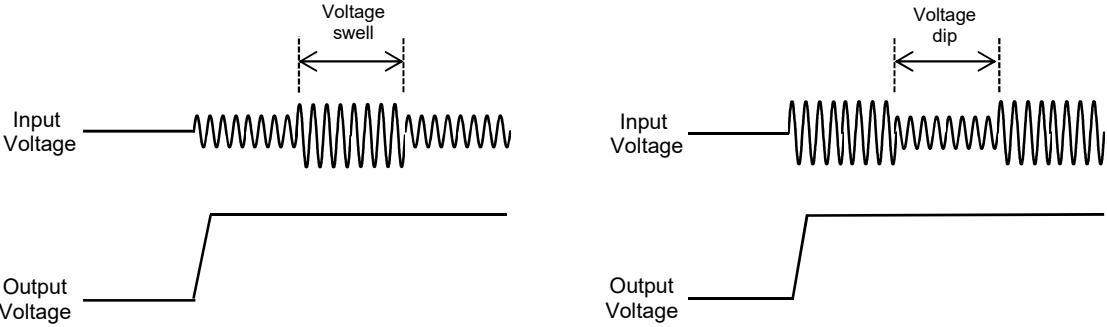 Voltage
swell
Input
Voltage
Output
Voltage
Voltage
dip
Input
Voltage
Output
Voltage